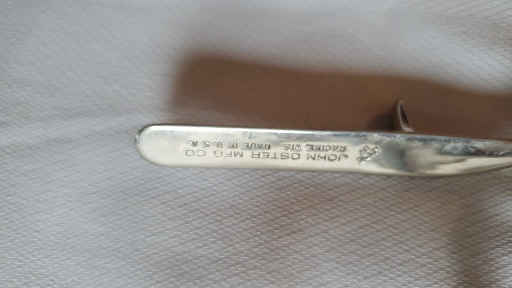 JOHN OSTER MFG CO
RACINE, WIS. MADE IN U.S.A.